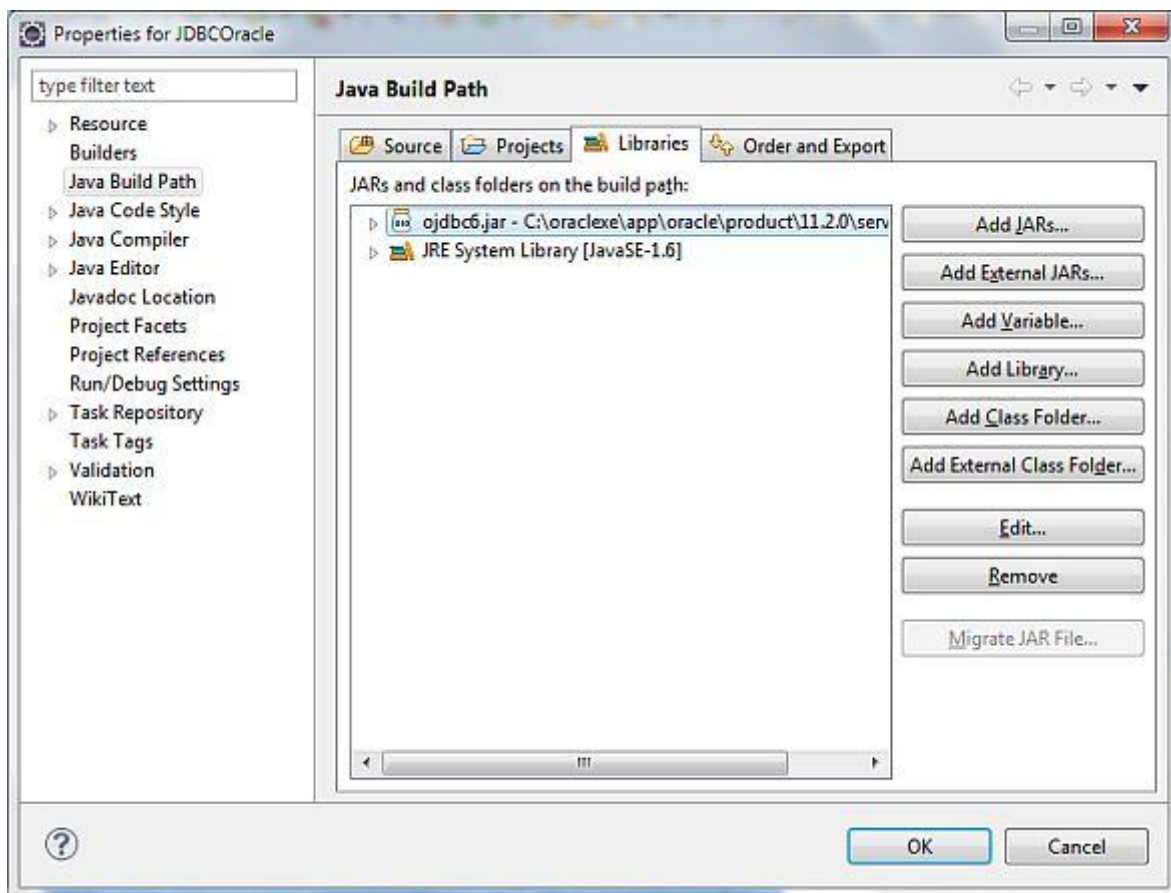 Properties for JDBCOracle
type filter text
Resource
Builders
Java Build Path
Java Code Style
Java Compiler
Java Editor
Javadoc Location
Project Facets
Project References
Run/Debug Settings
Task Repository
Task Tags
Validation
WikiText
Java Build Path
Source Projects Libraries Order and Export
JARs and class folders on the build path:
ojdbc6.jar - C:\oraclexe\app\oracle\product\11.2.0\serv
JRE System Library [JavaSE-1.6]
Add JARs...
Add External JARs...
Add Variable...
Add Library...
Add Class Folder...
Add External Class Folder...
Edit...
Remove
Migrate JAR File...
OK Cancel